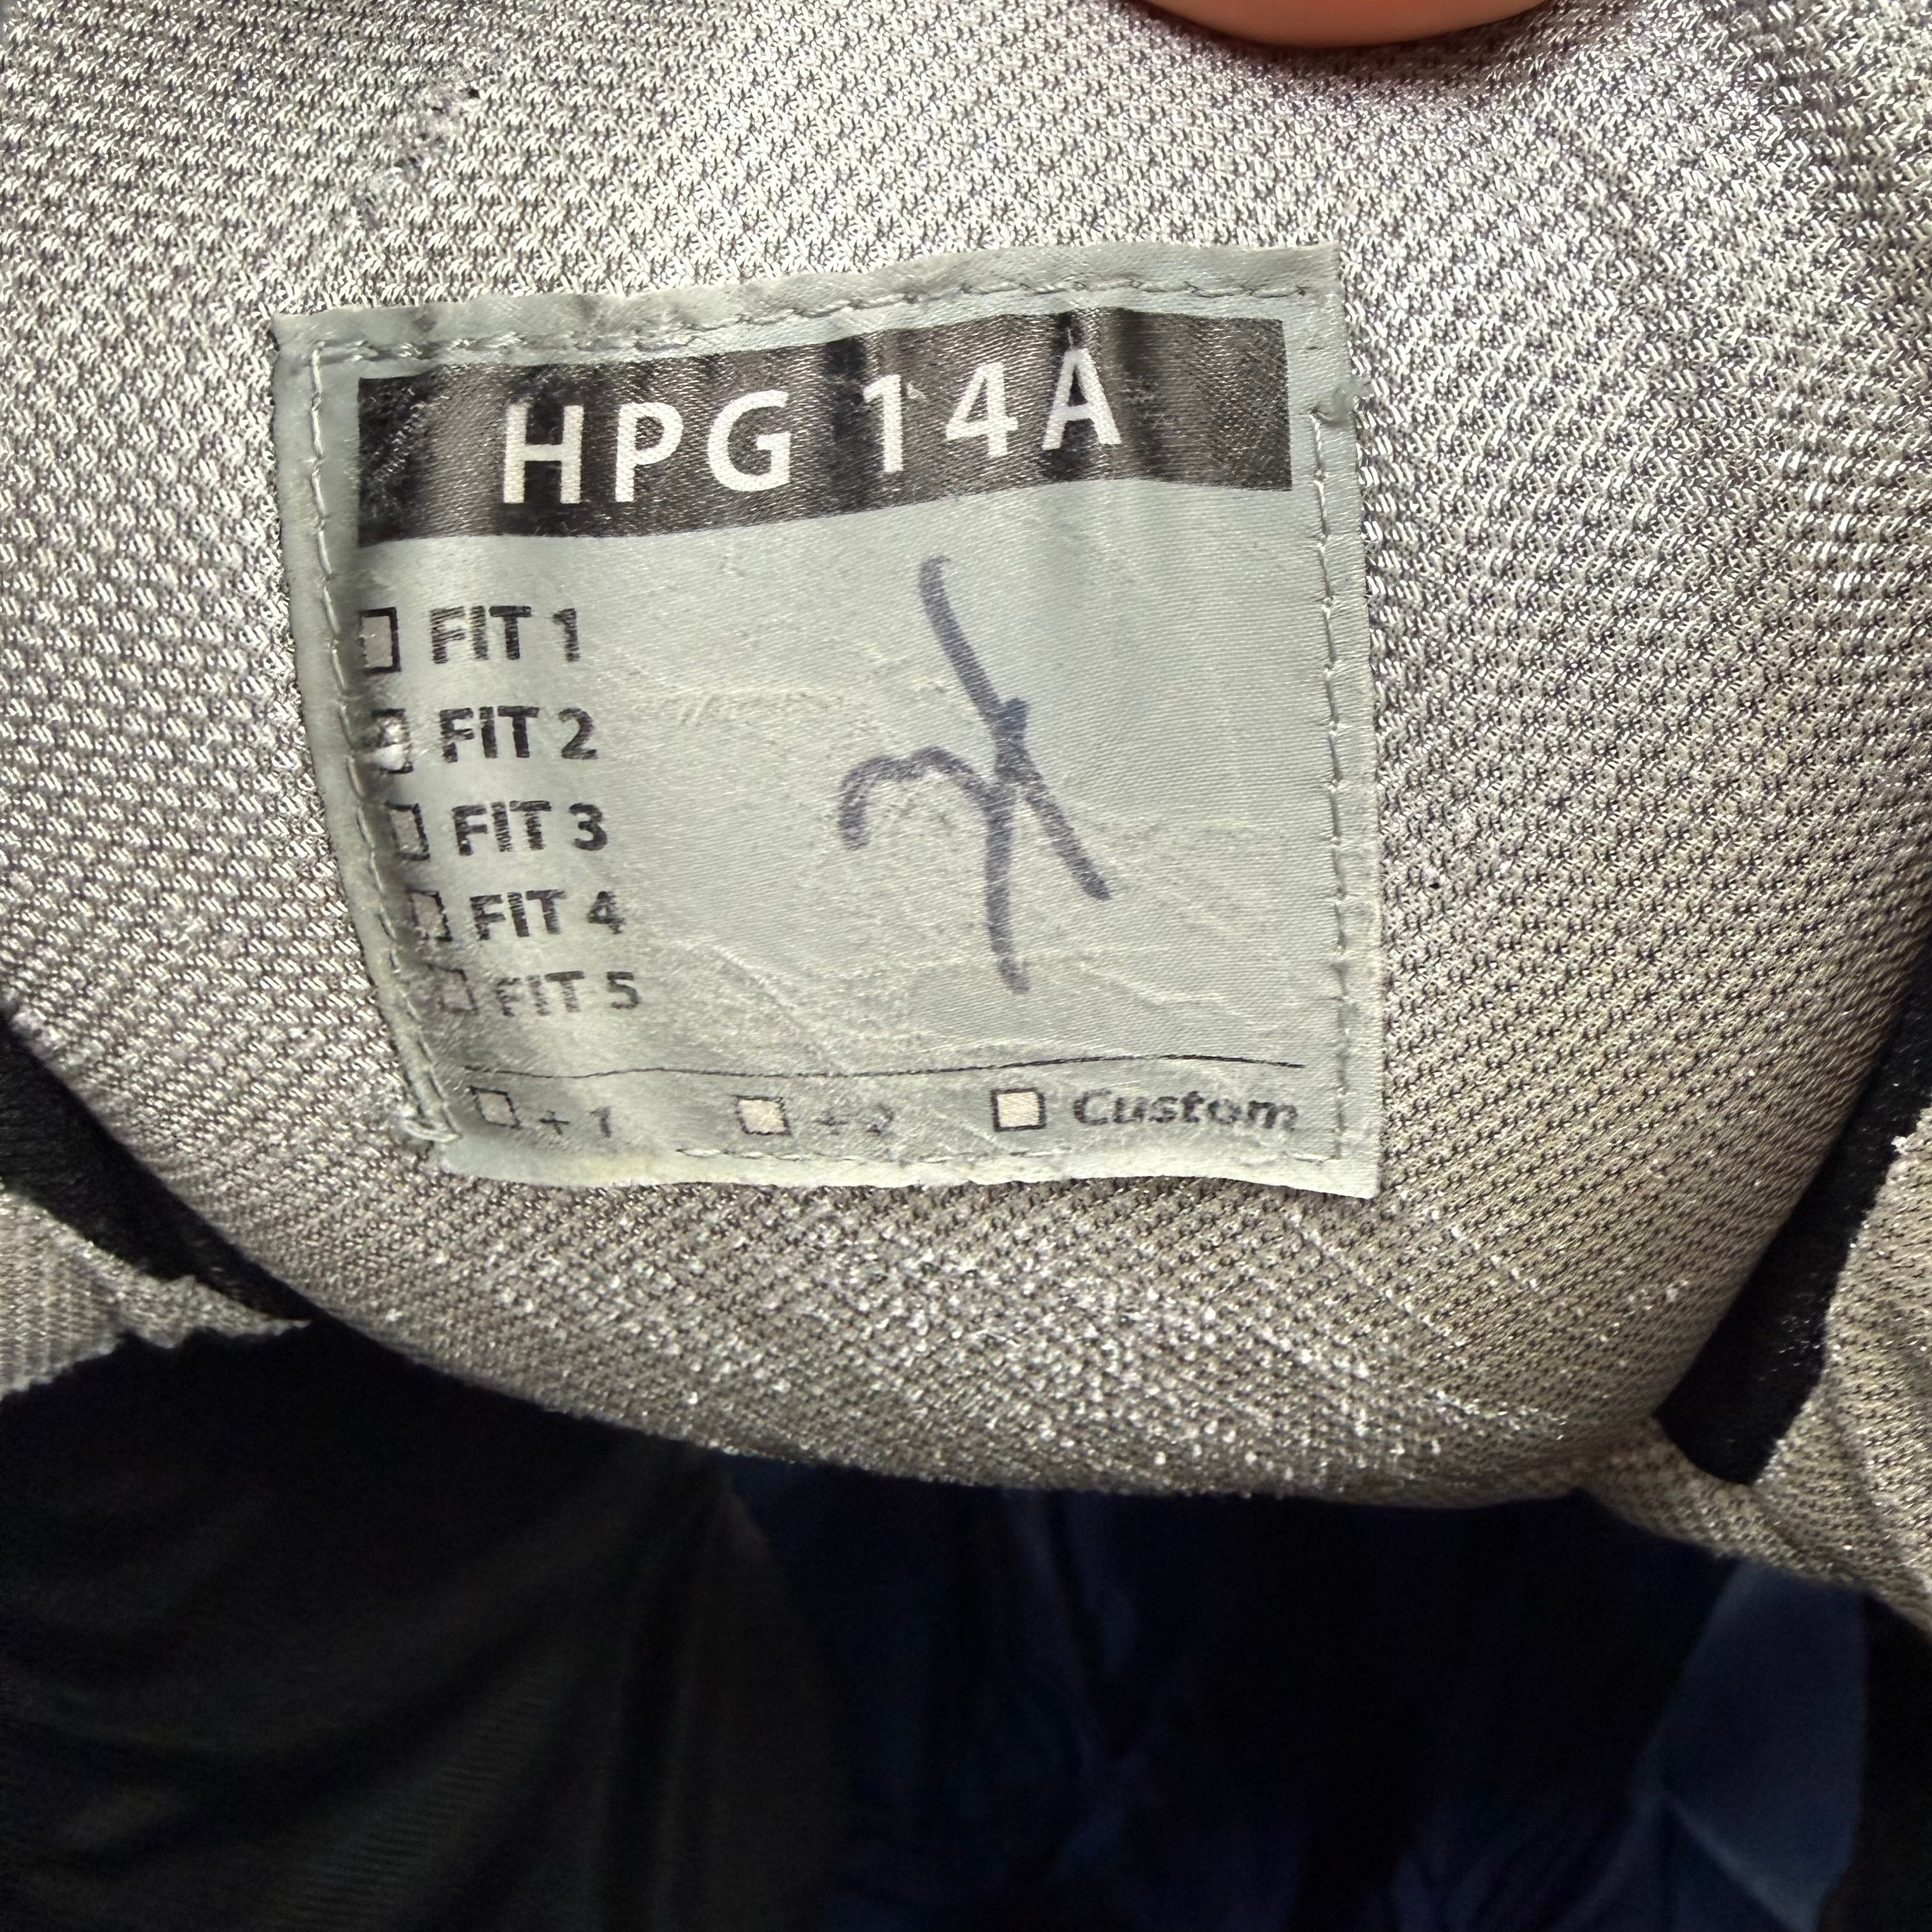 HPG 14A
FIT 1
FIT 2
FIT 3
FIT 4
FIT 5
+1 +2 Custom